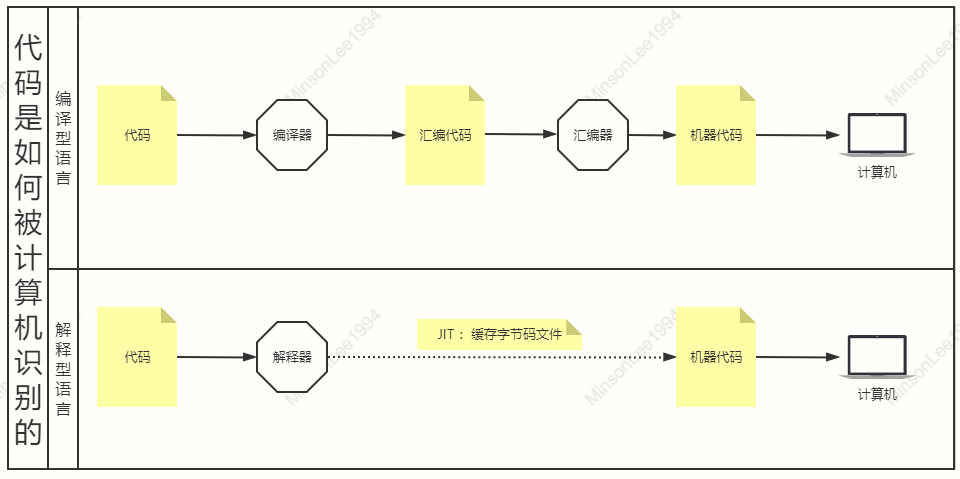 代码是如何被计算机识别的
编译型语言
代码
编译器
汇编代码
汇编器
机器代码
计算机
解释型语言
代码
解释器
JIT： 缓存字节码文件
机器代码
计算机
MinsonLee1994
MinsonLee1994
MinsonLee19
MinsonLee1994
MinsonLee1994
MinsonLee19